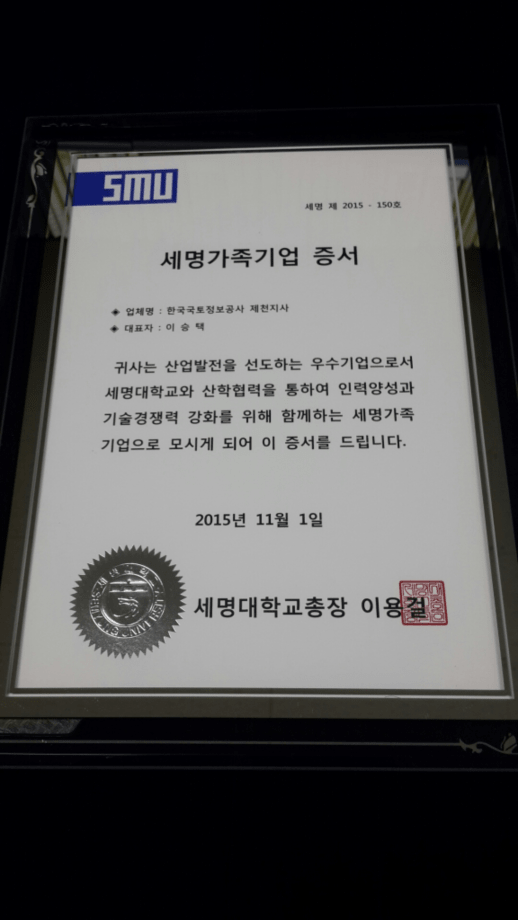 SMU
세명 제 2015 - 150호
세명가족기업 증서
◈ 업체명 : 한국국토정보공사 제천지사
◈ 대표자 : 이 승 택
귀사는 산업발전을 선도하는 우수기업으로서
세명대학교와 산학협력을 통하여 인력양성과
기술경쟁력 강화를 위해 함께하는 세명가족
기업으로 모시게 되어 이 증서를 드립니다.
2015년 11월 1일
세명대학교총장 이용걸